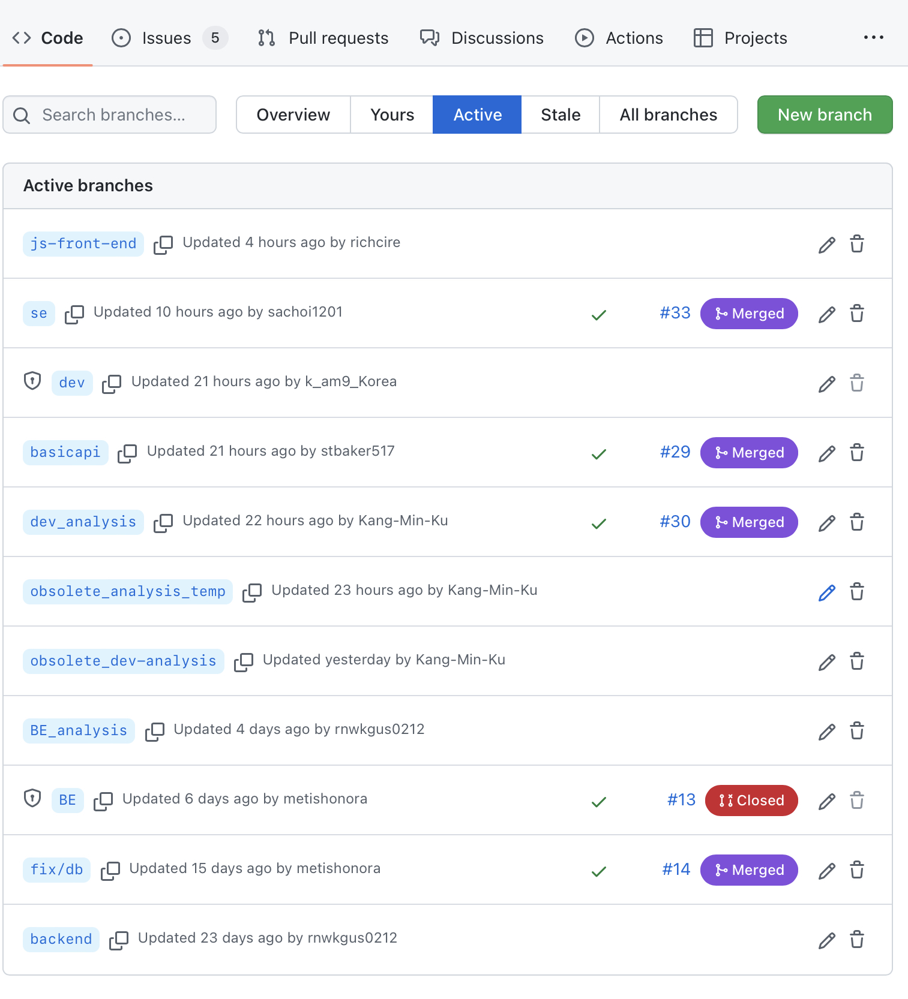 Code Issues 5 Pull requests Discussions Actions Projects
Search branches... Overview Yours Active Stale All branches New branch
Active branches
js-front-end Updated 4 hours ago by richcire
se Updated 10 hours ago by sachoi1201 #33 Merged
dev Updated 21 hours ago by k_am9_Korea
basicapi Updated 21 hours ago by stbaker517 #29 Merged
dev_analysis Updated 22 hours ago by Kang-Min-Ku #30 Merged
obsolete_analysis_temp Updated 23 hours ago by Kang-Min-Ku
obsolete_dev-analysis Updated yesterday by Kang-Min-Ku
BE_analysis Updated 4 days ago by rnwkgus0212
BE Updated 6 days ago by metishonora #13 Closed
fix/db Updated 15 days ago by metishonora #14 Merged
backend Updated 23 days ago by rnwkgus0212